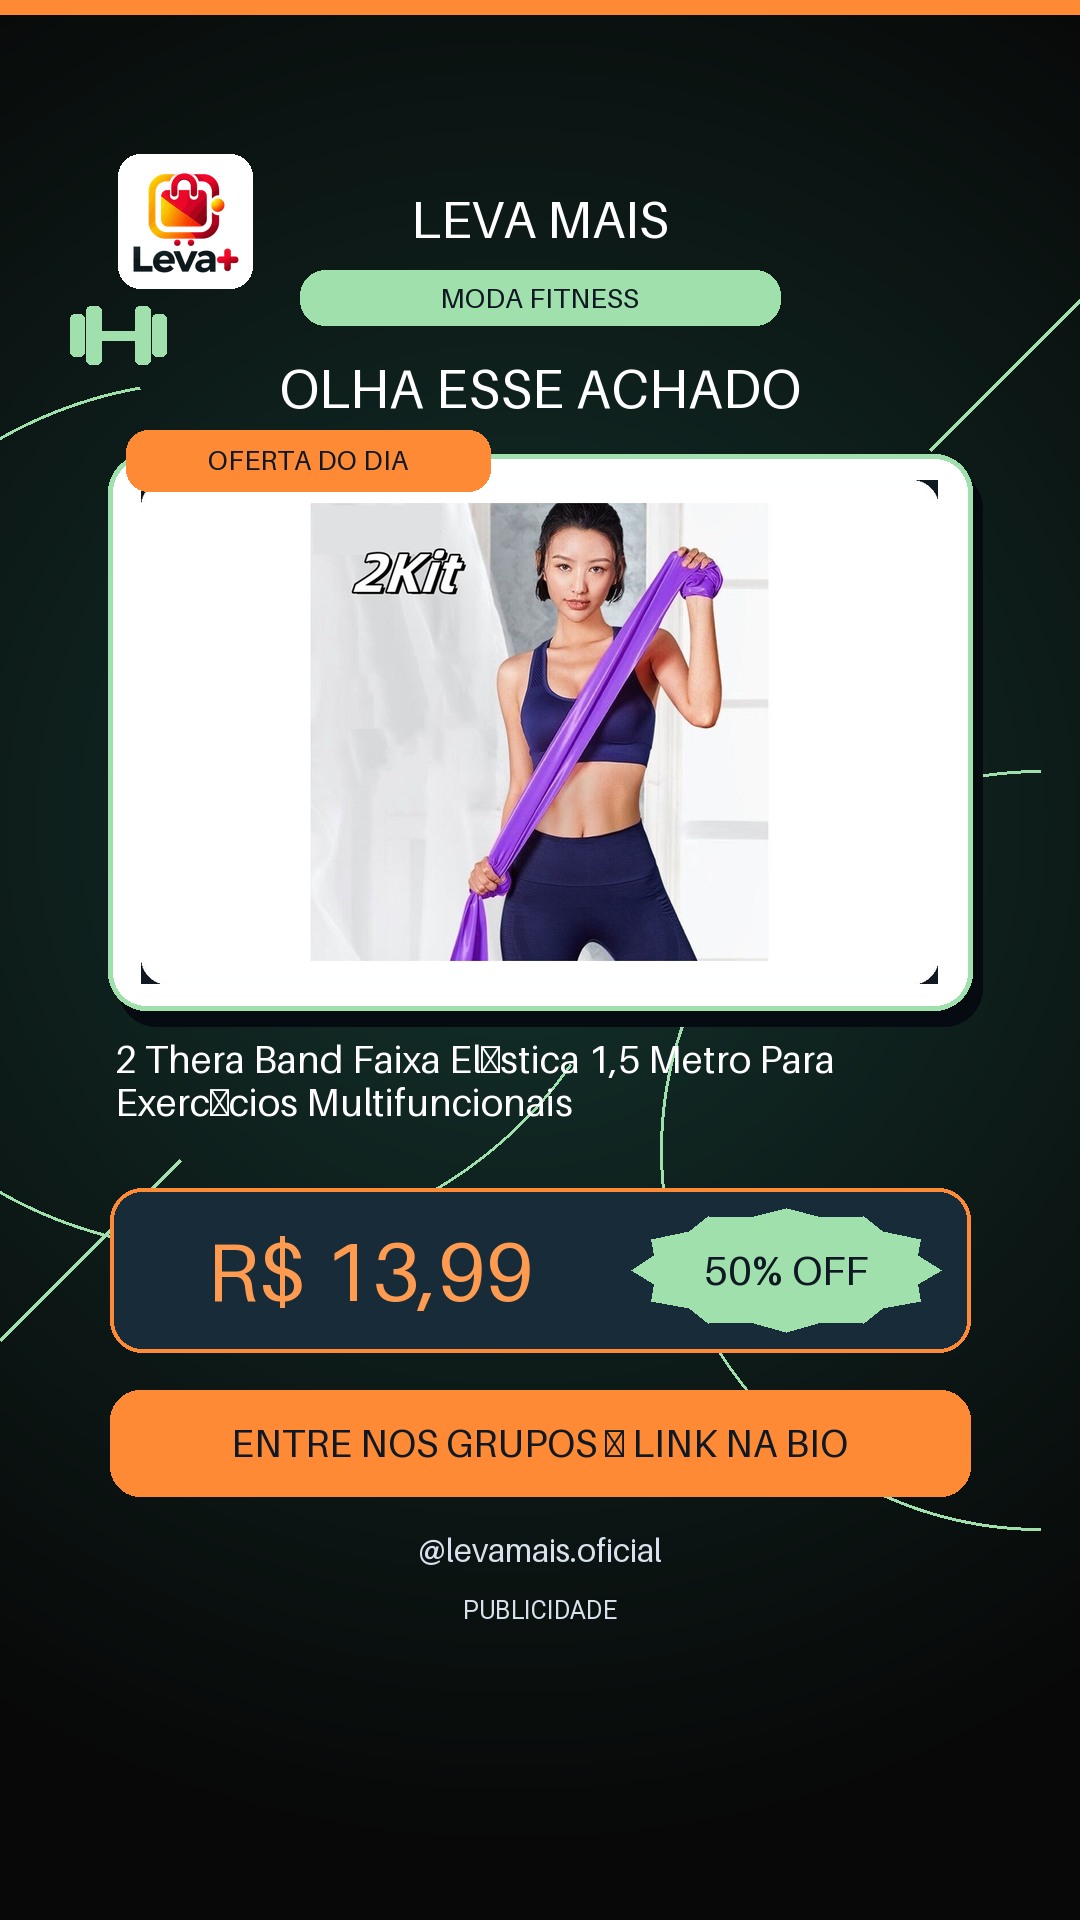 Leva+
LEVA MAIS
MODA FITNESS
OLHA ESSE ACHADO
OFERTA DO DIA
2Kit
2 Thera Band Faixa El☒stica 1,5 Metro Para
Exerc☒cios Multifuncionais
R$ 13,99
50% OFF
ENTRE NOS GRUPOS ☒ LINK NA BIO
@levamais.oficial
PUBLICIDADE